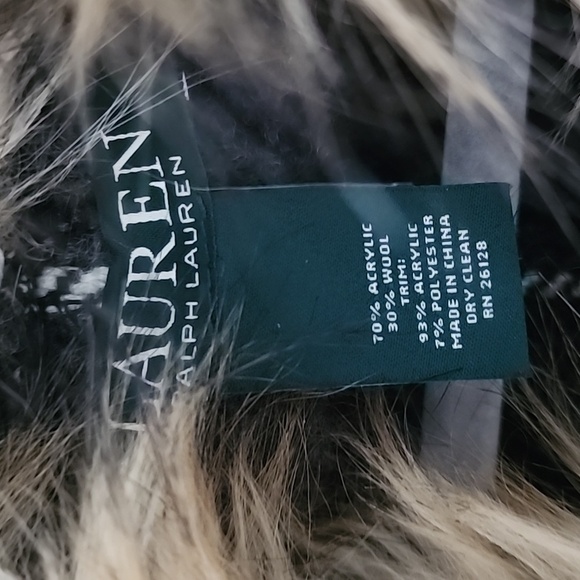 LAUREN
RALPH LAUREN
70% ACRYLIC
30% WOOL
TRIM:
93% ACRYLIC
7% POLYESTER
MADE IN CHINA
DRY CLEAN
RN 26128